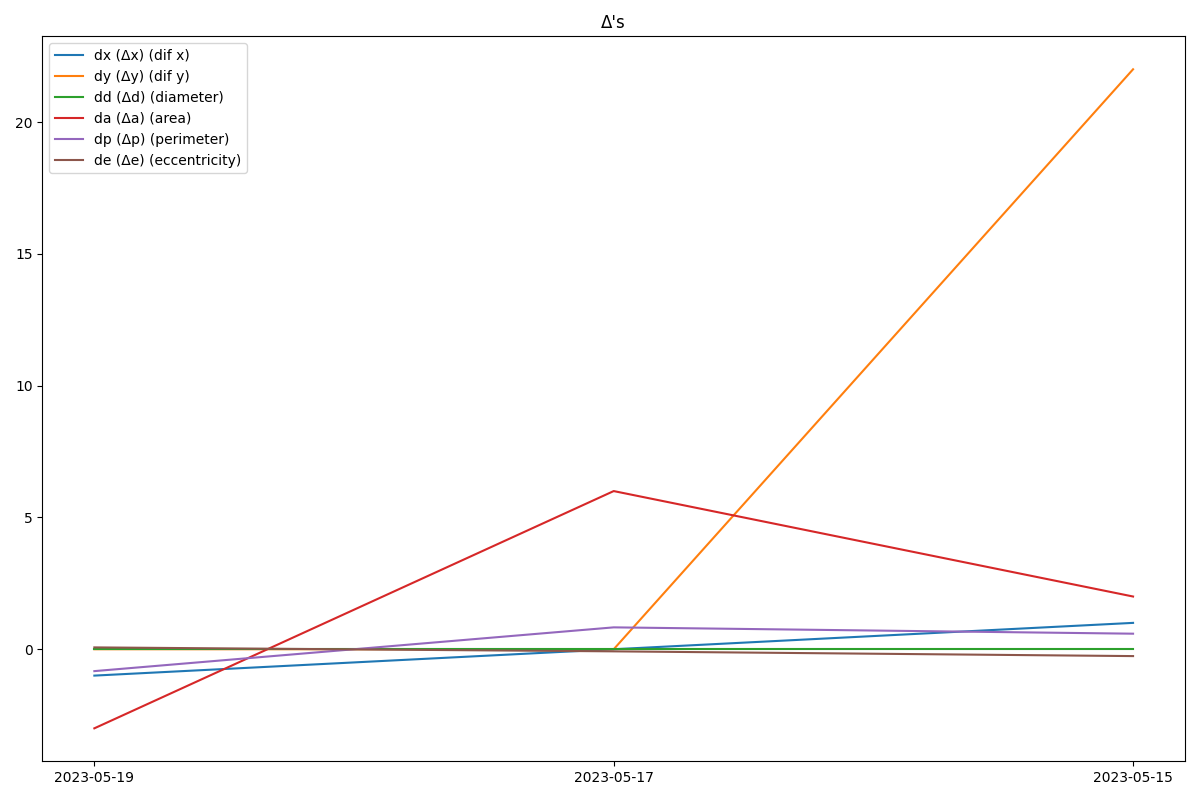 Δ's
dx (Δx) (dif x)
dy (Δy) (dif y)
dd (Δd) (diameter)
da (Δa) (area)
dp (Δp) (perimeter)
de (Δe) (eccentricity)
20
15
10
5
0
2023-05-19 2023-05-17 2023-05-15